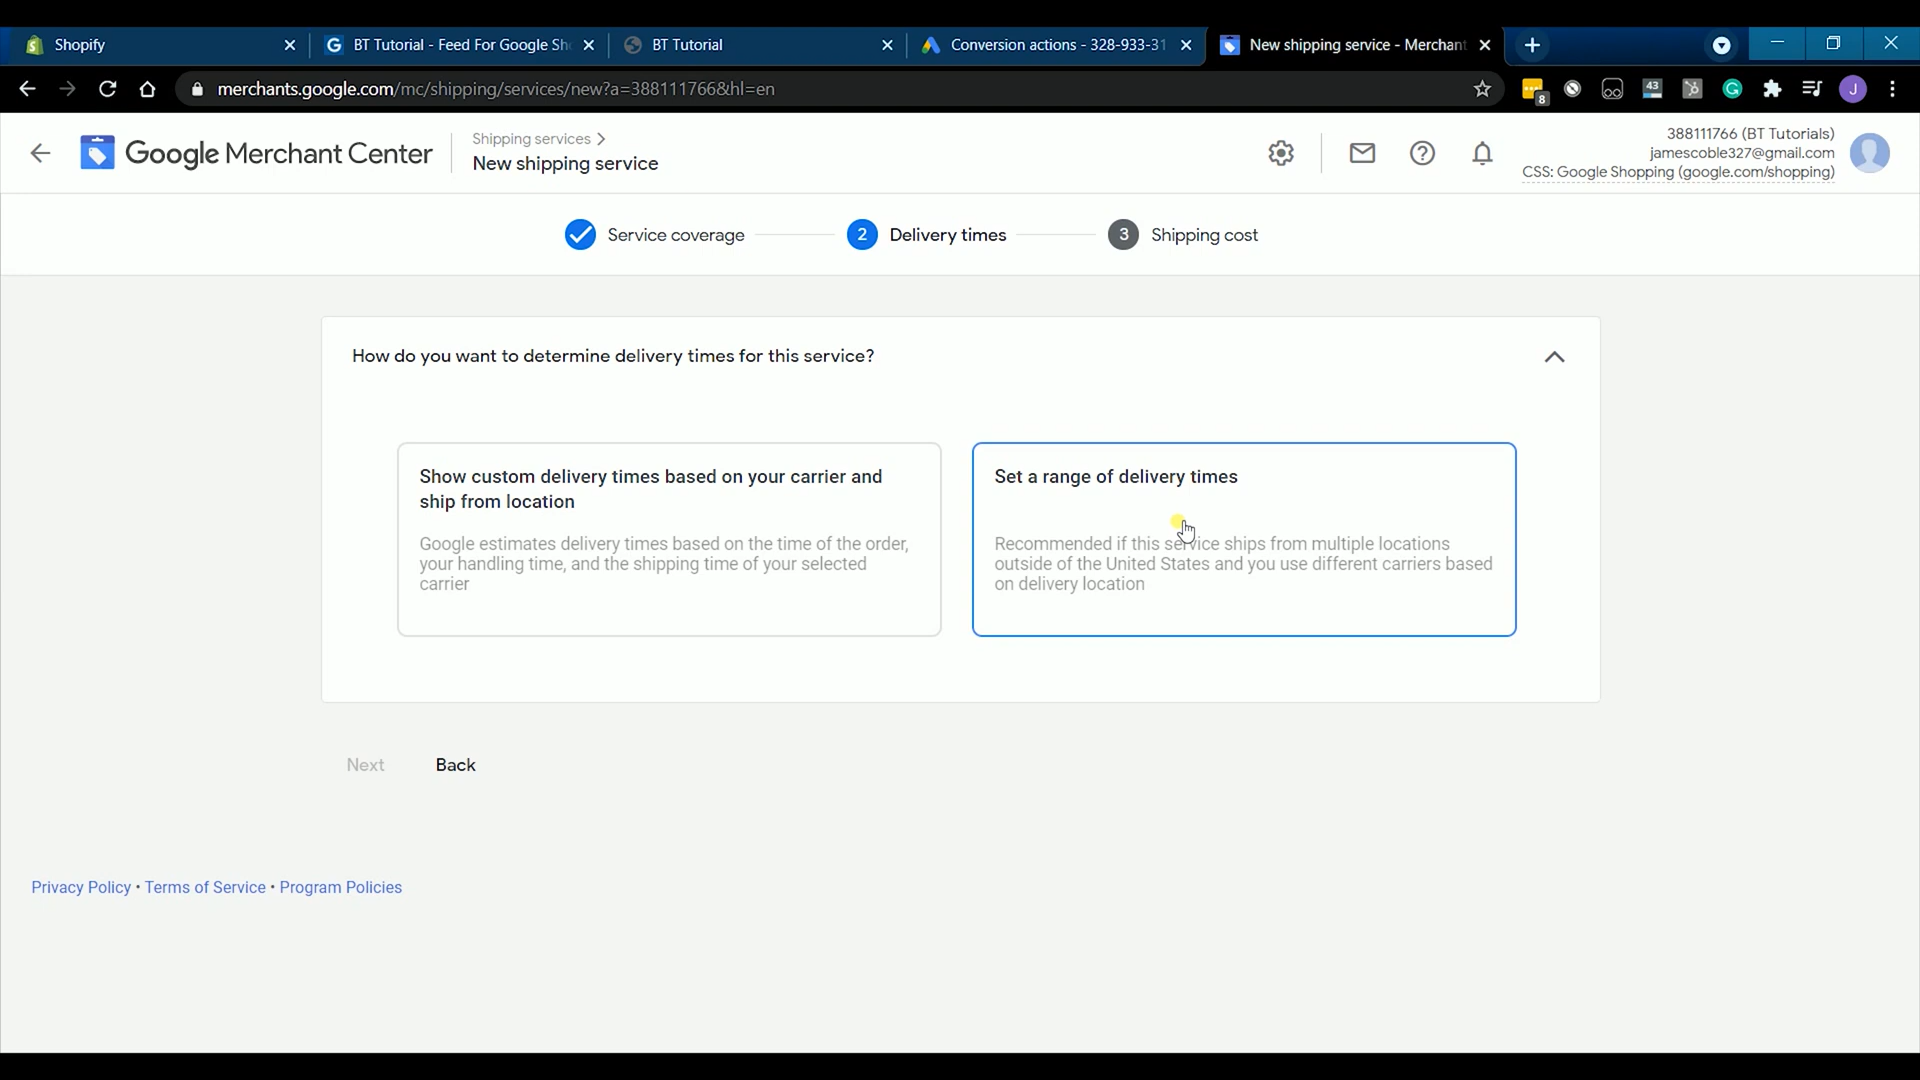 Shopify
BT Tutorial - Feed For Google Sh
BT Tutorial
Conversion actions - 328-933-31
New shipping service - Merchant
merchants.google.com/mc/shipping/services/new?a=388111766&hl=en
8
43
J
Google Merchant Center
Shipping services
New shipping service
388111766 (BT Tutorials)
jamescoble327@gmail.com
CSS: Google Shopping (google.com/shopping)
Service coverage
2 Delivery times
3 Shipping cost
How do you want to determine delivery times for this service?
Show custom delivery times based on your carrier and
ship from location
Google estimates delivery times based on the time of the order,
your handling time, and the shipping time of your selected
carrier
Set a range of delivery times
Recommended if this service ships from multiple locations
outside of the United States and you use different carriers based
on delivery location
Next
Back
Privacy Policy • Terms of Service • Program Policies